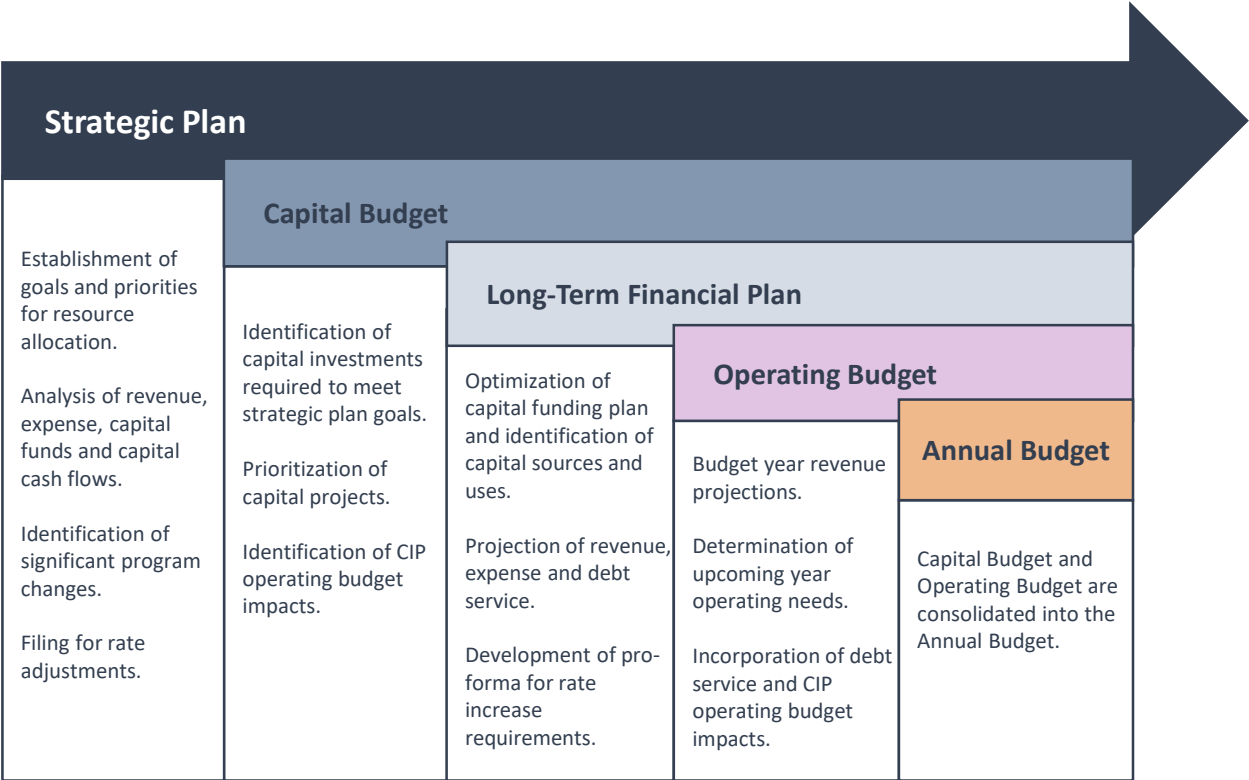 Strategic Plan
Establishment of
goals and priorities
for resource
allocation.
Analysis of revenue,
expense, capital
funds and capital
cash flows.
Identification of
significant program
changes.
Filing for rate
adjustments.
Capital Budget
Identification of
capital investments
required to meet
strategic plan goals.
Prioritization of
capital projects.
Identification of CIP
operating budget
impacts.
Long-Term Financial Plan
Optimization of
capital funding plan
and identification of
capital sources and
uses.
Projection of revenue,
expense and debt
service.
Development of pro-
forma for rate
increase
requirements.
Operating Budget
Budget year revenue
projections.
Determination of
upcoming year
operating needs.
Incorporation of debt
service and CIP
operating budget
impacts.
Annual Budget
Capital Budget and
Operating Budget are
consolidated into the
Annual Budget.